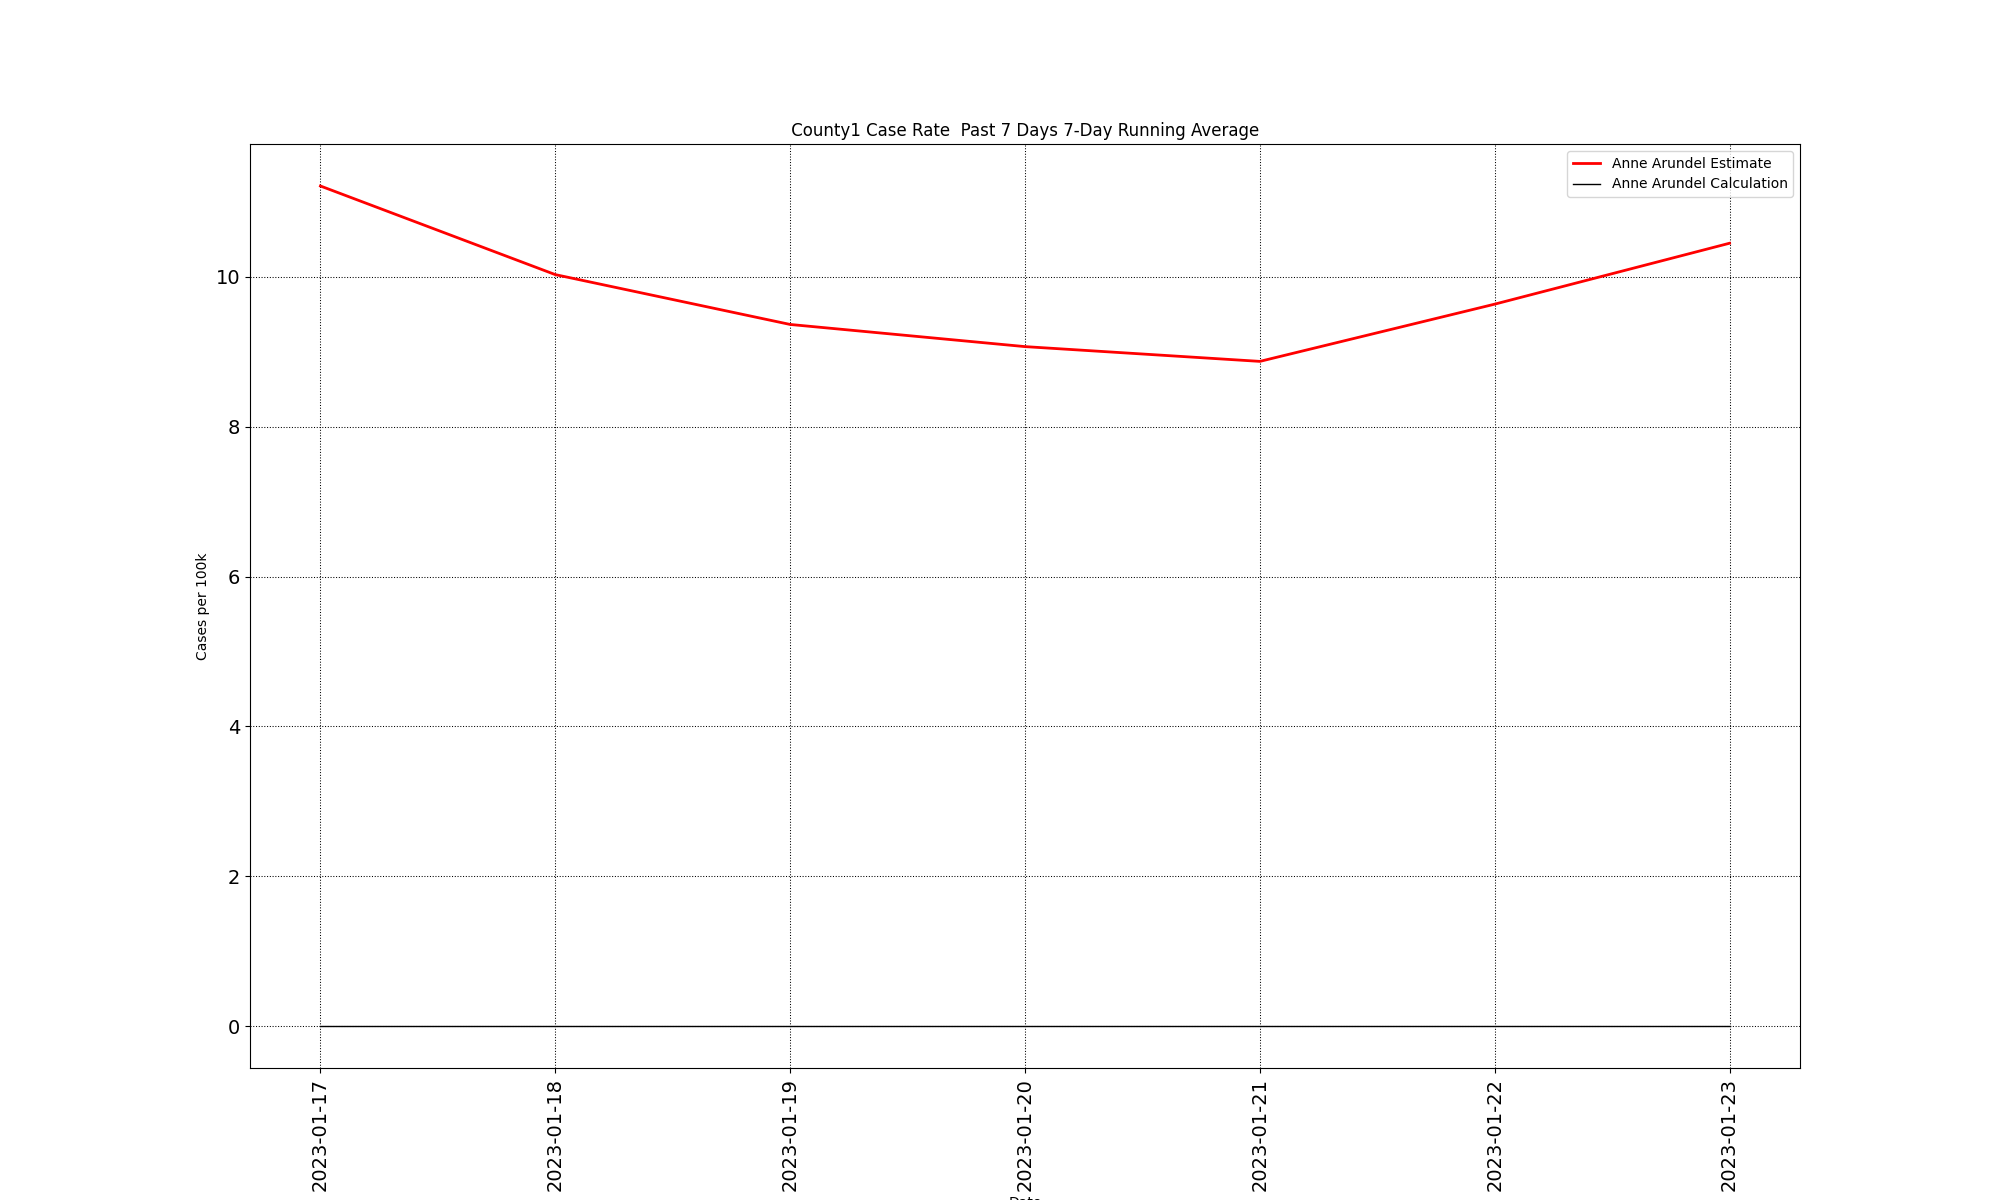 County1 Case Rate  Past 7 Days 7-Day Running Average
Anne Arundel Estimate
Anne Arundel Calculation
10
8
6
4
2
0
Cases per 100k
2023-01-17
2023-01-18
2023-01-19
2023-01-20
2023-01-21
2023-01-22
2023-01-23
Date